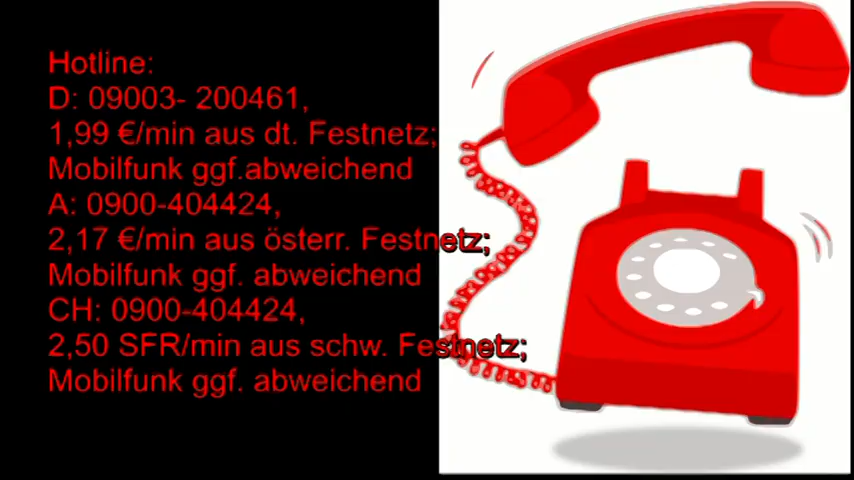 Hotline:
D: 09003- 200461,
1,99 €/min aus dt. Festnetz;
Mobilfunk ggf.abweichend
A: 0900-404424,
2,17 €/min aus österr. Festnetz;
Mobilfunk ggf. abweichend
CH: 0900-404424,
2,50 SFR/min aus schw. Festnetz;
Mobilfunk ggf. abweichend